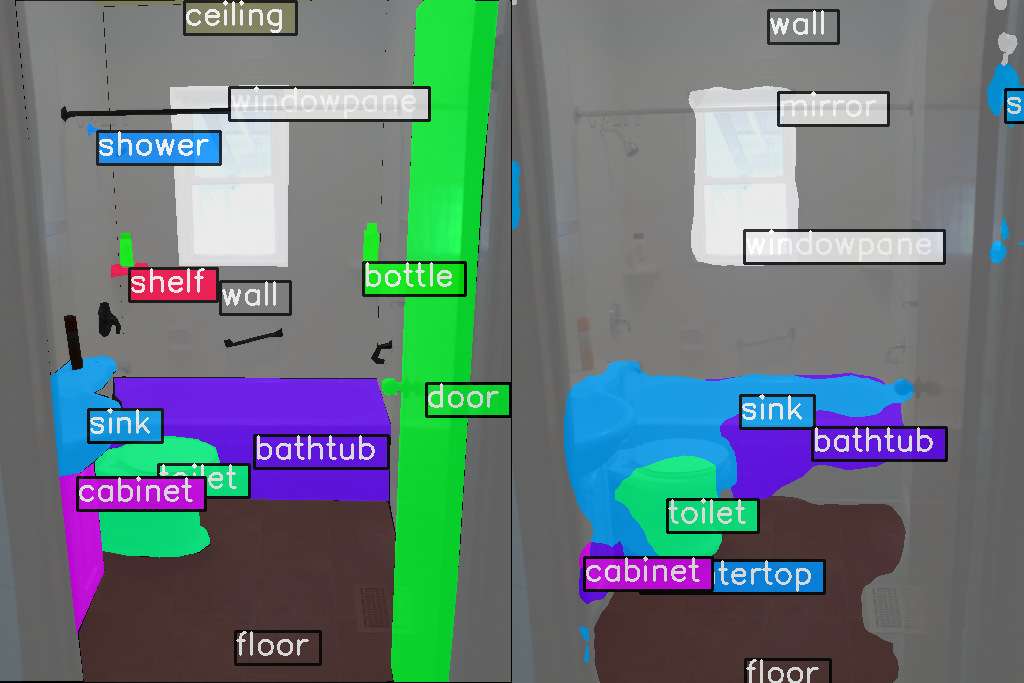 ceiling
windowpane
shower
shelf
wall
bottle
door
sink
bathtub
toilet
cabinet
floor
wall
mirror
s
windowpane
sink
bathtub
toilet
cabinet
tertop
floor